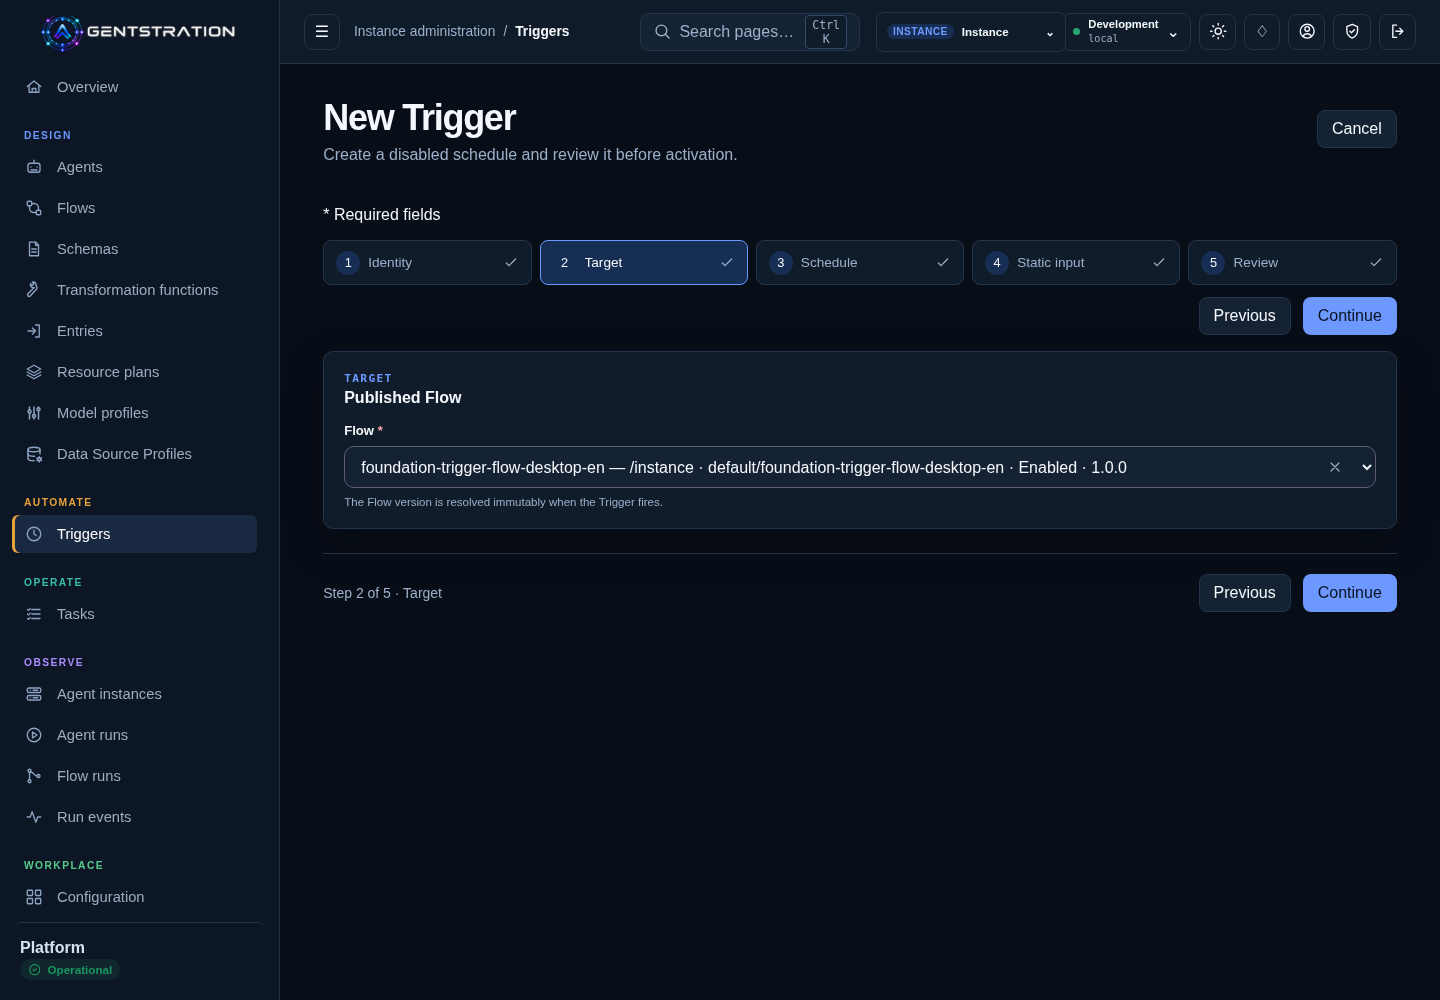 GENTSTRATION
Overview
DESIGN
Agents
Flows
Schemas
Transformation functions
Entries
Resource plans
Model profiles
Data Source Profiles
AUTOMATE
Triggers
OPERATE
Tasks
OBSERVE
Agent instances
Agent runs
Flow runs
Run events
WORKPLACE
Configuration
Platform
Operational
Instance administration / Triggers
Search pages…
Ctrl
K
INSTANCE Instance
Development
local
New Trigger
Create a disabled schedule and review it before activation.
Cancel
* Required fields
1 Identity
2 Target
3 Schedule
4 Static input
5 Review
Previous
Continue
TARGET
Published Flow
Flow *
foundation-trigger-flow-desktop-en — /instance · default/foundation-trigger-flow-desktop-en · Enabled · 1.0.0
The Flow version is resolved immutably when the Trigger fires.
Step 2 of 5 · Target
Previous
Continue